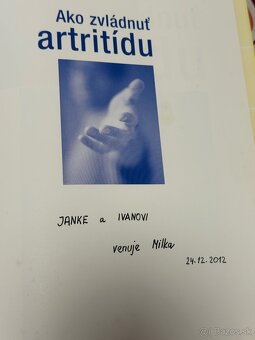 Ako zvládnuť
artritídu
JANKE a IVANOVI
venuje Milka
24.12.2012